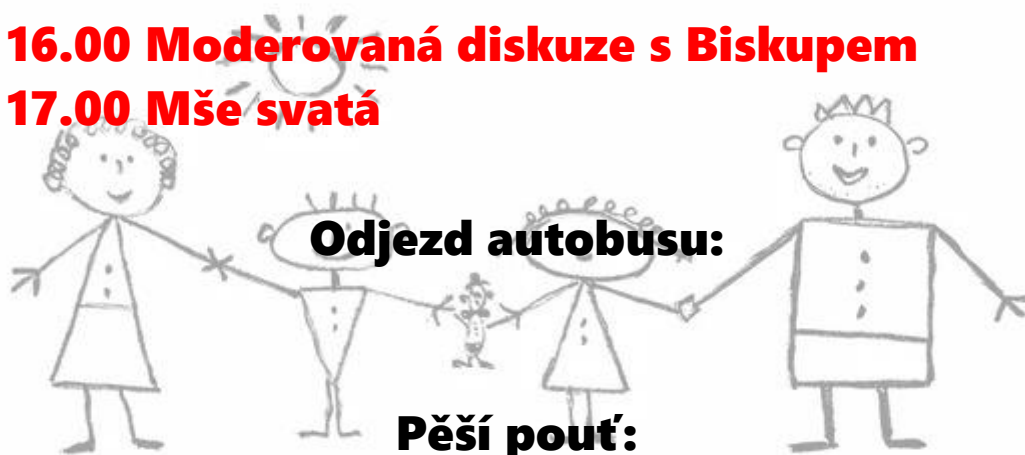 16.00 Moderovaná diskuze s Biskupem
17.00 Mše svatá
Odjezd autobusu:
Pěší pouť: